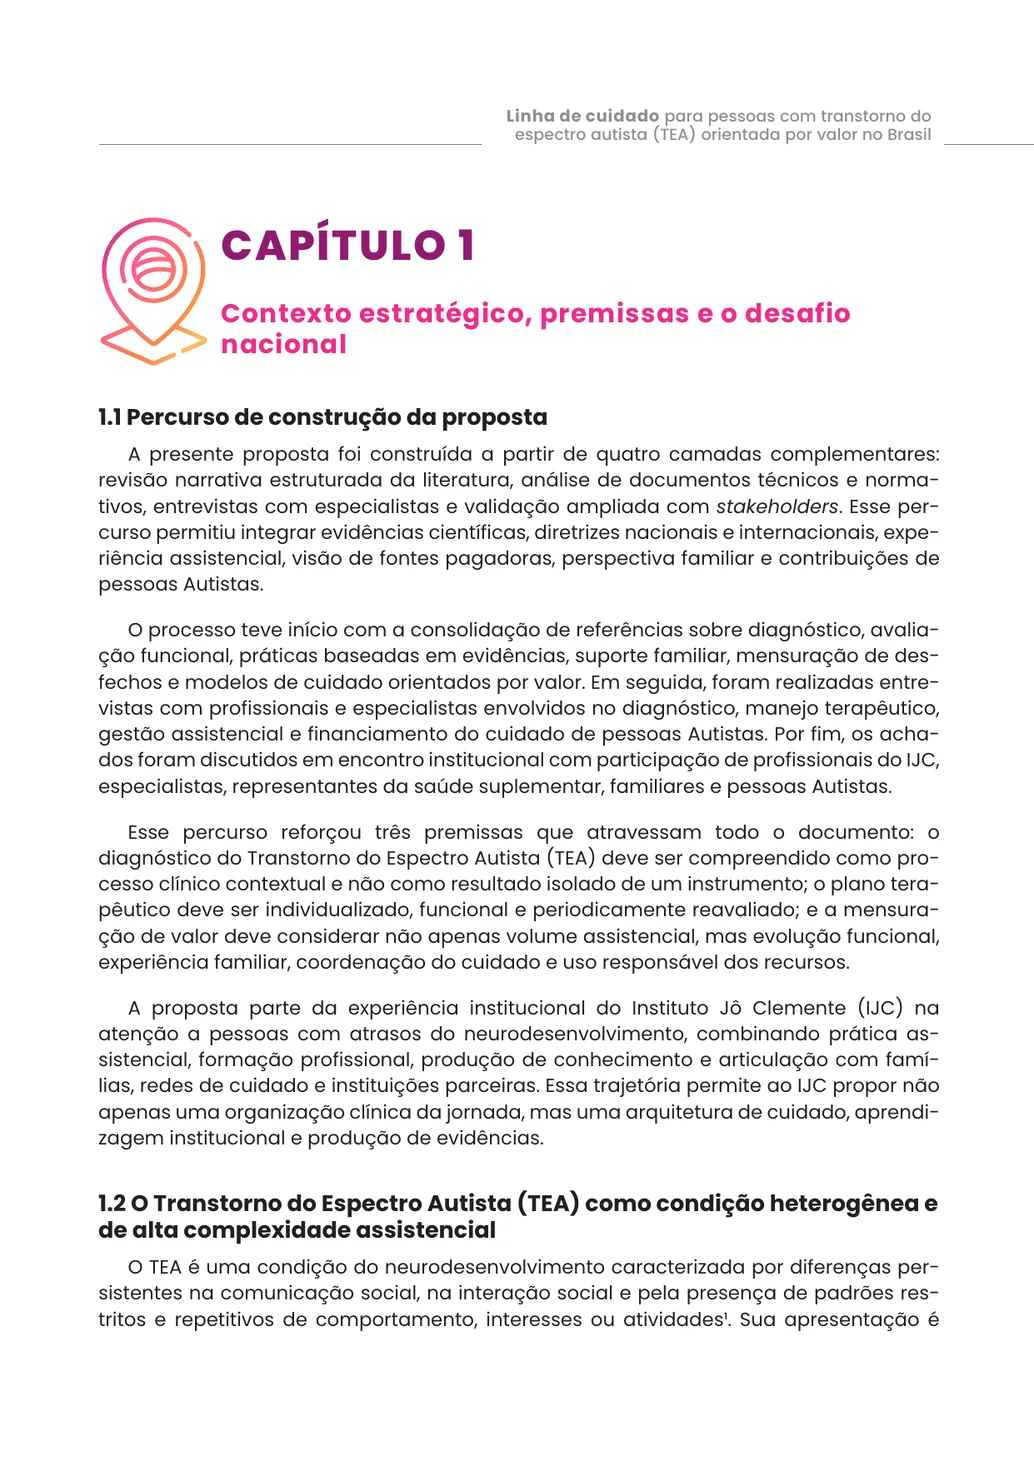 Linha de cuidado para pessoas com transtorno do
espectro autista (TEA) orientada por valor no Brasil
CAPÍTULO 1
Contexto estratégico, premissas e o desafio
nacional
1.1 Percurso de construção da proposta
A presente proposta foi construída a partir de quatro camadas complementares:
revisão narrativa estruturada da literatura, análise de documentos técnicos e norma-
tivos, entrevistas com especialistas e validação ampliada com stakeholders. Esse per-
curso permitiu integrar evidências científicas, diretrizes nacionais e internacionais, expe-
riência assistencial, visão de fontes pagadoras, perspectiva familiar e contribuições de
pessoas Autistas.
O processo teve início com a consolidação de referências sobre diagnóstico, avalia-
ção funcional, práticas baseadas em evidências, suporte familiar, mensuração de des-
fechos e modelos de cuidado orientados por valor. Em seguida, foram realizadas entre-
vistas com profissionais e especialistas envolvidos no diagnóstico, manejo terapêutico,
gestão assistencial e financiamento do cuidado de pessoas Autistas. Por fim, os acha-
dos foram discutidos em encontro institucional com participação de profissionais do IJC,
especialistas, representantes da saúde suplementar, familiares e pessoas Autistas.
Esse percurso reforçou três premissas que atravessam todo o documento: o
diagnóstico do Transtorno do Espectro Autista (TEA) deve ser compreendido como pro-
cesso clínico contextual e não como resultado isolado de um instrumento; o plano tera-
pêutico deve ser individualizado, funcional e periodicamente reavaliado; e a mensura-
ção de valor deve considerar não apenas volume assistencial, mas evolução funcional,
experiência familiar, coordenação do cuidado e uso responsável dos recursos.
A proposta parte da experiência institucional do Instituto Jô Clemente (IJC) na
atenção a pessoas com atrasos do neurodesenvolvimento, combinando prática as-
sistencial, formação profissional, produção de conhecimento e articulação com famí-
lias, redes de cuidado e instituições parceiras. Essa trajetória permite ao IJC propor não
apenas uma organização clínica da jornada, mas uma arquitetura de cuidado, aprendi-
zagem institucional e produção de evidências.
1.2 O Transtorno do Espectro Autista (TEA) como condição heterogênea e
de alta complexidade assistencial
O TEA é uma condição do neurodesenvolvimento caracterizada por diferenças per-
sistentes na comunicação social, na interação social e pela presença de padrões res-
tritos e repetitivos de comportamento, interesses ou atividades¹. Sua apresentação é